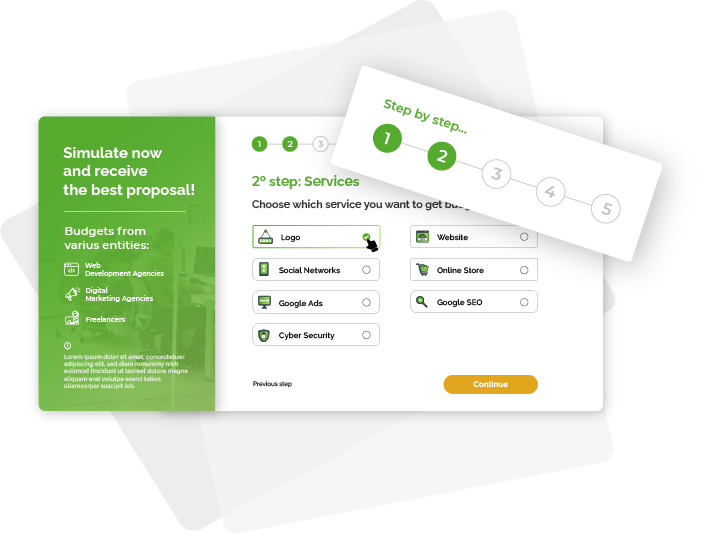 Simulate now
and receive
the best proposal!
Budgets from
varius entities:
Web
Development Agencies
Digital
Marketing Agencies
Freelancers
Lorem ipsum dolor sit amet, consectetuer
adipiscing elit, sed diam nonummy nibh
euismod tincidunt ut laoreet dolore magna
aliquam erat volutpa exerci tation
ullamcorper suscipit lob.
1 2 3
Step by step...
1 2 3 4 5
2º step: Services
Choose which service you want to get
Logo
Website
Social Networks
Online Store
Google Ads
Google SEO
Cyber Security
Previous step
Continue